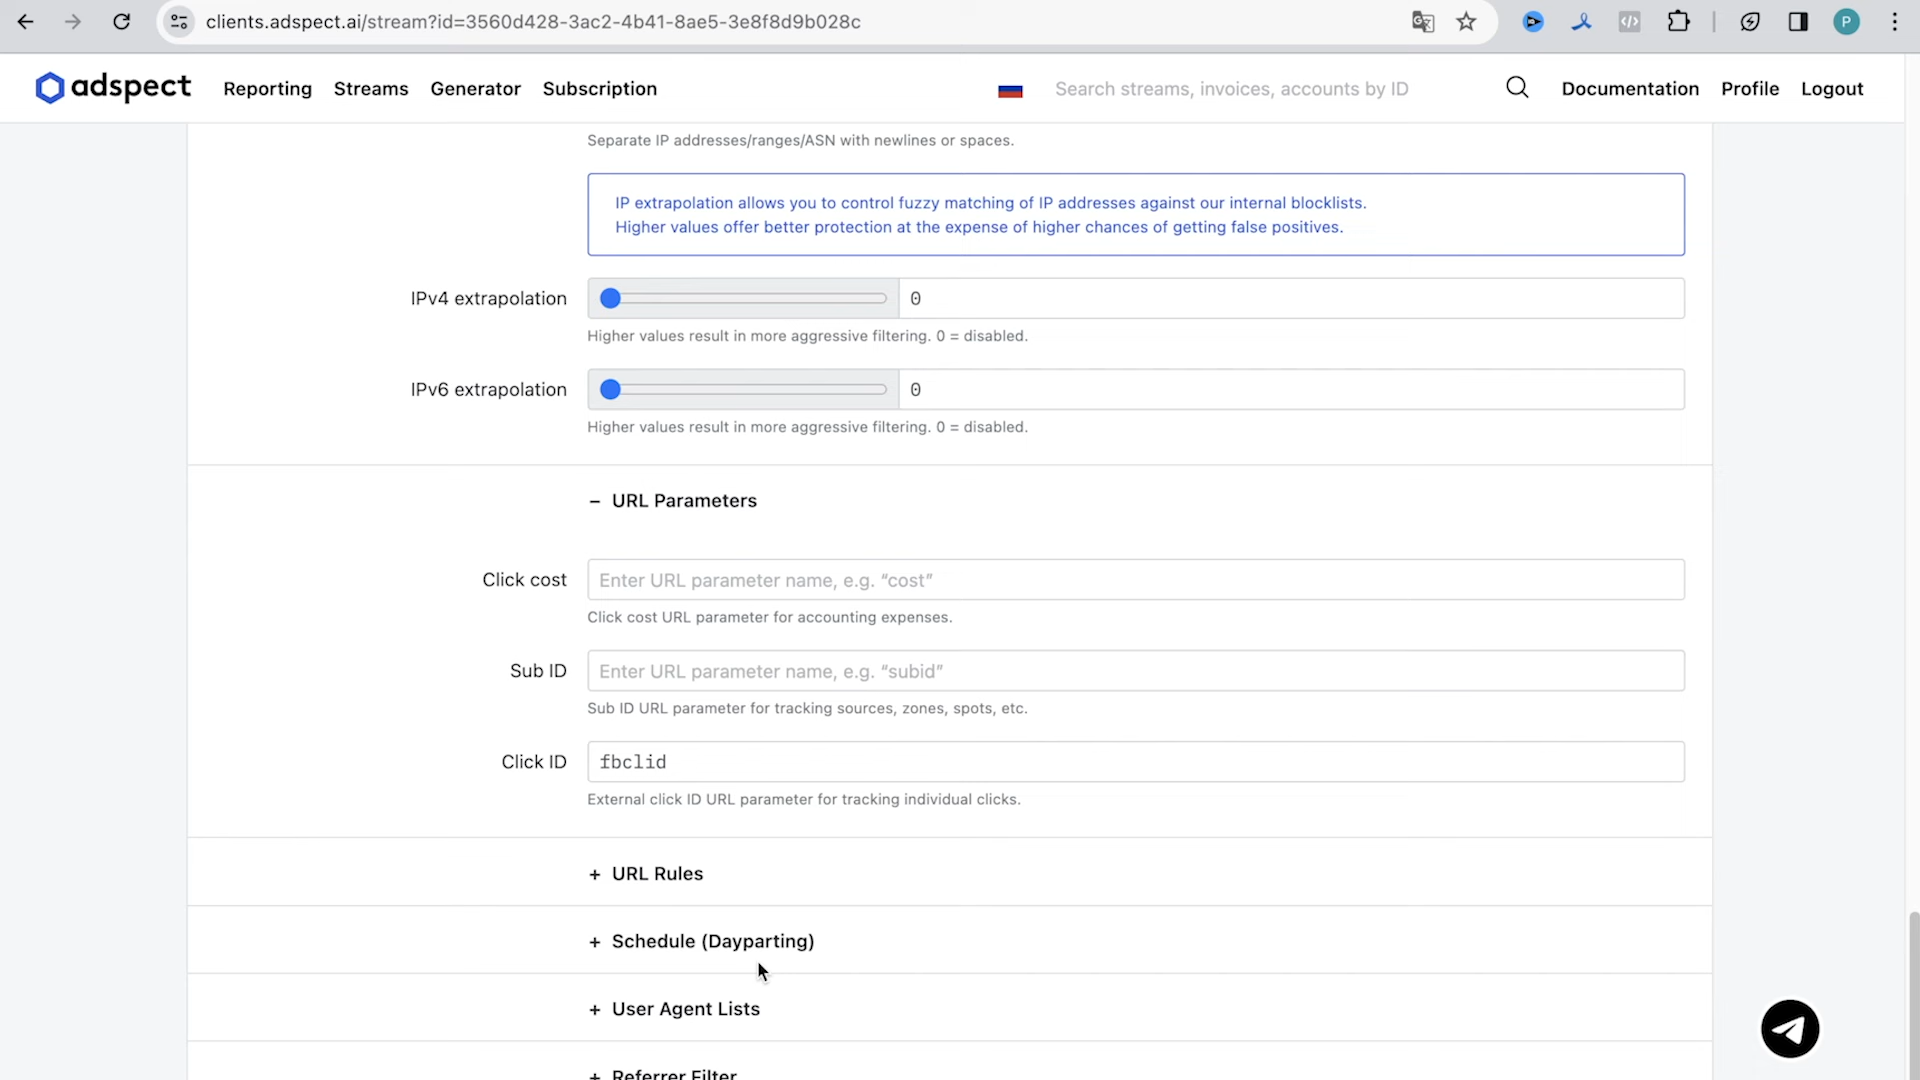 clients.adspect.ai/stream?id=3560d428-3ac2-4b41-8ae5-3e8f8d9b028c
P
adspect
Reporting
Streams
Generator
Subscription
Search streams, invoices, accounts by ID
Documentation
Profile
Logout
Separate IP addresses/ranges/ASN with newlines or spaces.
IP extrapolation allows you to control fuzzy matching of IP addresses against our internal blocklists.
Higher values offer better protection at the expense of higher chances of getting false positives.
IPv4 extrapolation
0
Higher values result in more aggressive filtering. 0 = disabled.
IPv6 extrapolation
0
Higher values result in more aggressive filtering. 0 = disabled.
– URL Parameters
Click cost
Enter URL parameter name, e.g. “cost”
Click cost URL parameter for accounting expenses.
Sub ID
Enter URL parameter name, e.g. “subid”
Sub ID URL parameter for tracking sources, zones, spots, etc.
Click ID
fbclid
External click ID URL parameter for tracking individual clicks.
+ URL Rules
+ Schedule (Dayparting)
+ User Agent Lists
+ Referrer Filter